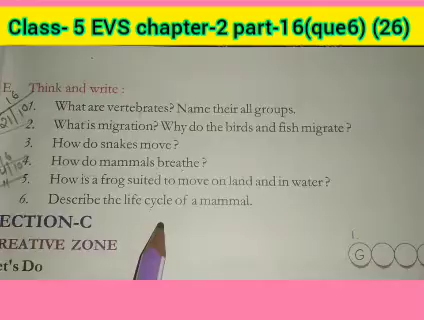 Class- 5 EVS chapter-2 part-16(que6) (26)
E. Think and write :
1. What are vertebrates? Name their all groups.
2. What is migration? Why do the birds and fish migrate?
3. How do snakes move?
4. How do mammals breathe?
5. How is a frog suited to move on land and in water?
6. Describe the life cycle of a mammal.
ECTION-C
REATIVE ZONE
et's Do
1
G